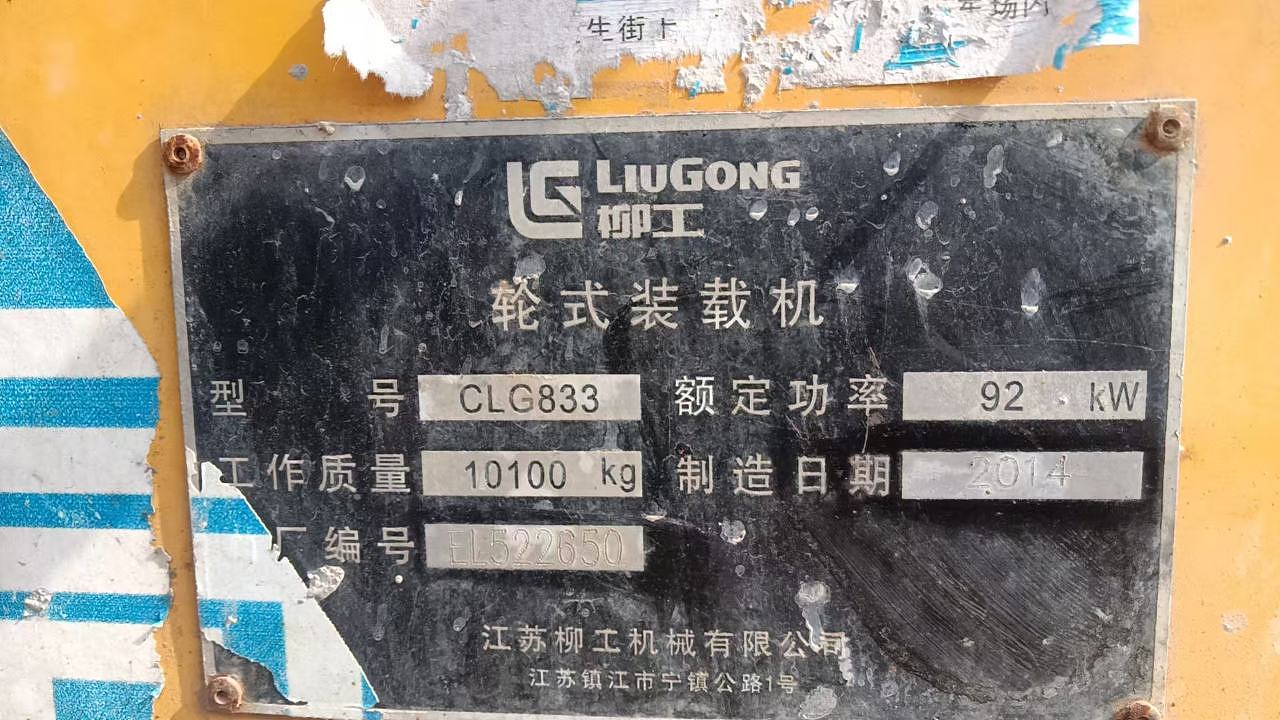 生街
LIUGONG
柳工
轮式装载机
型号 CLG833 额定功率 92 kW
工作质量 10100 kg 制造日期 2014
厂编号 EL522650
江苏柳工机械有限公司
江苏镇江市宁镇公路1号